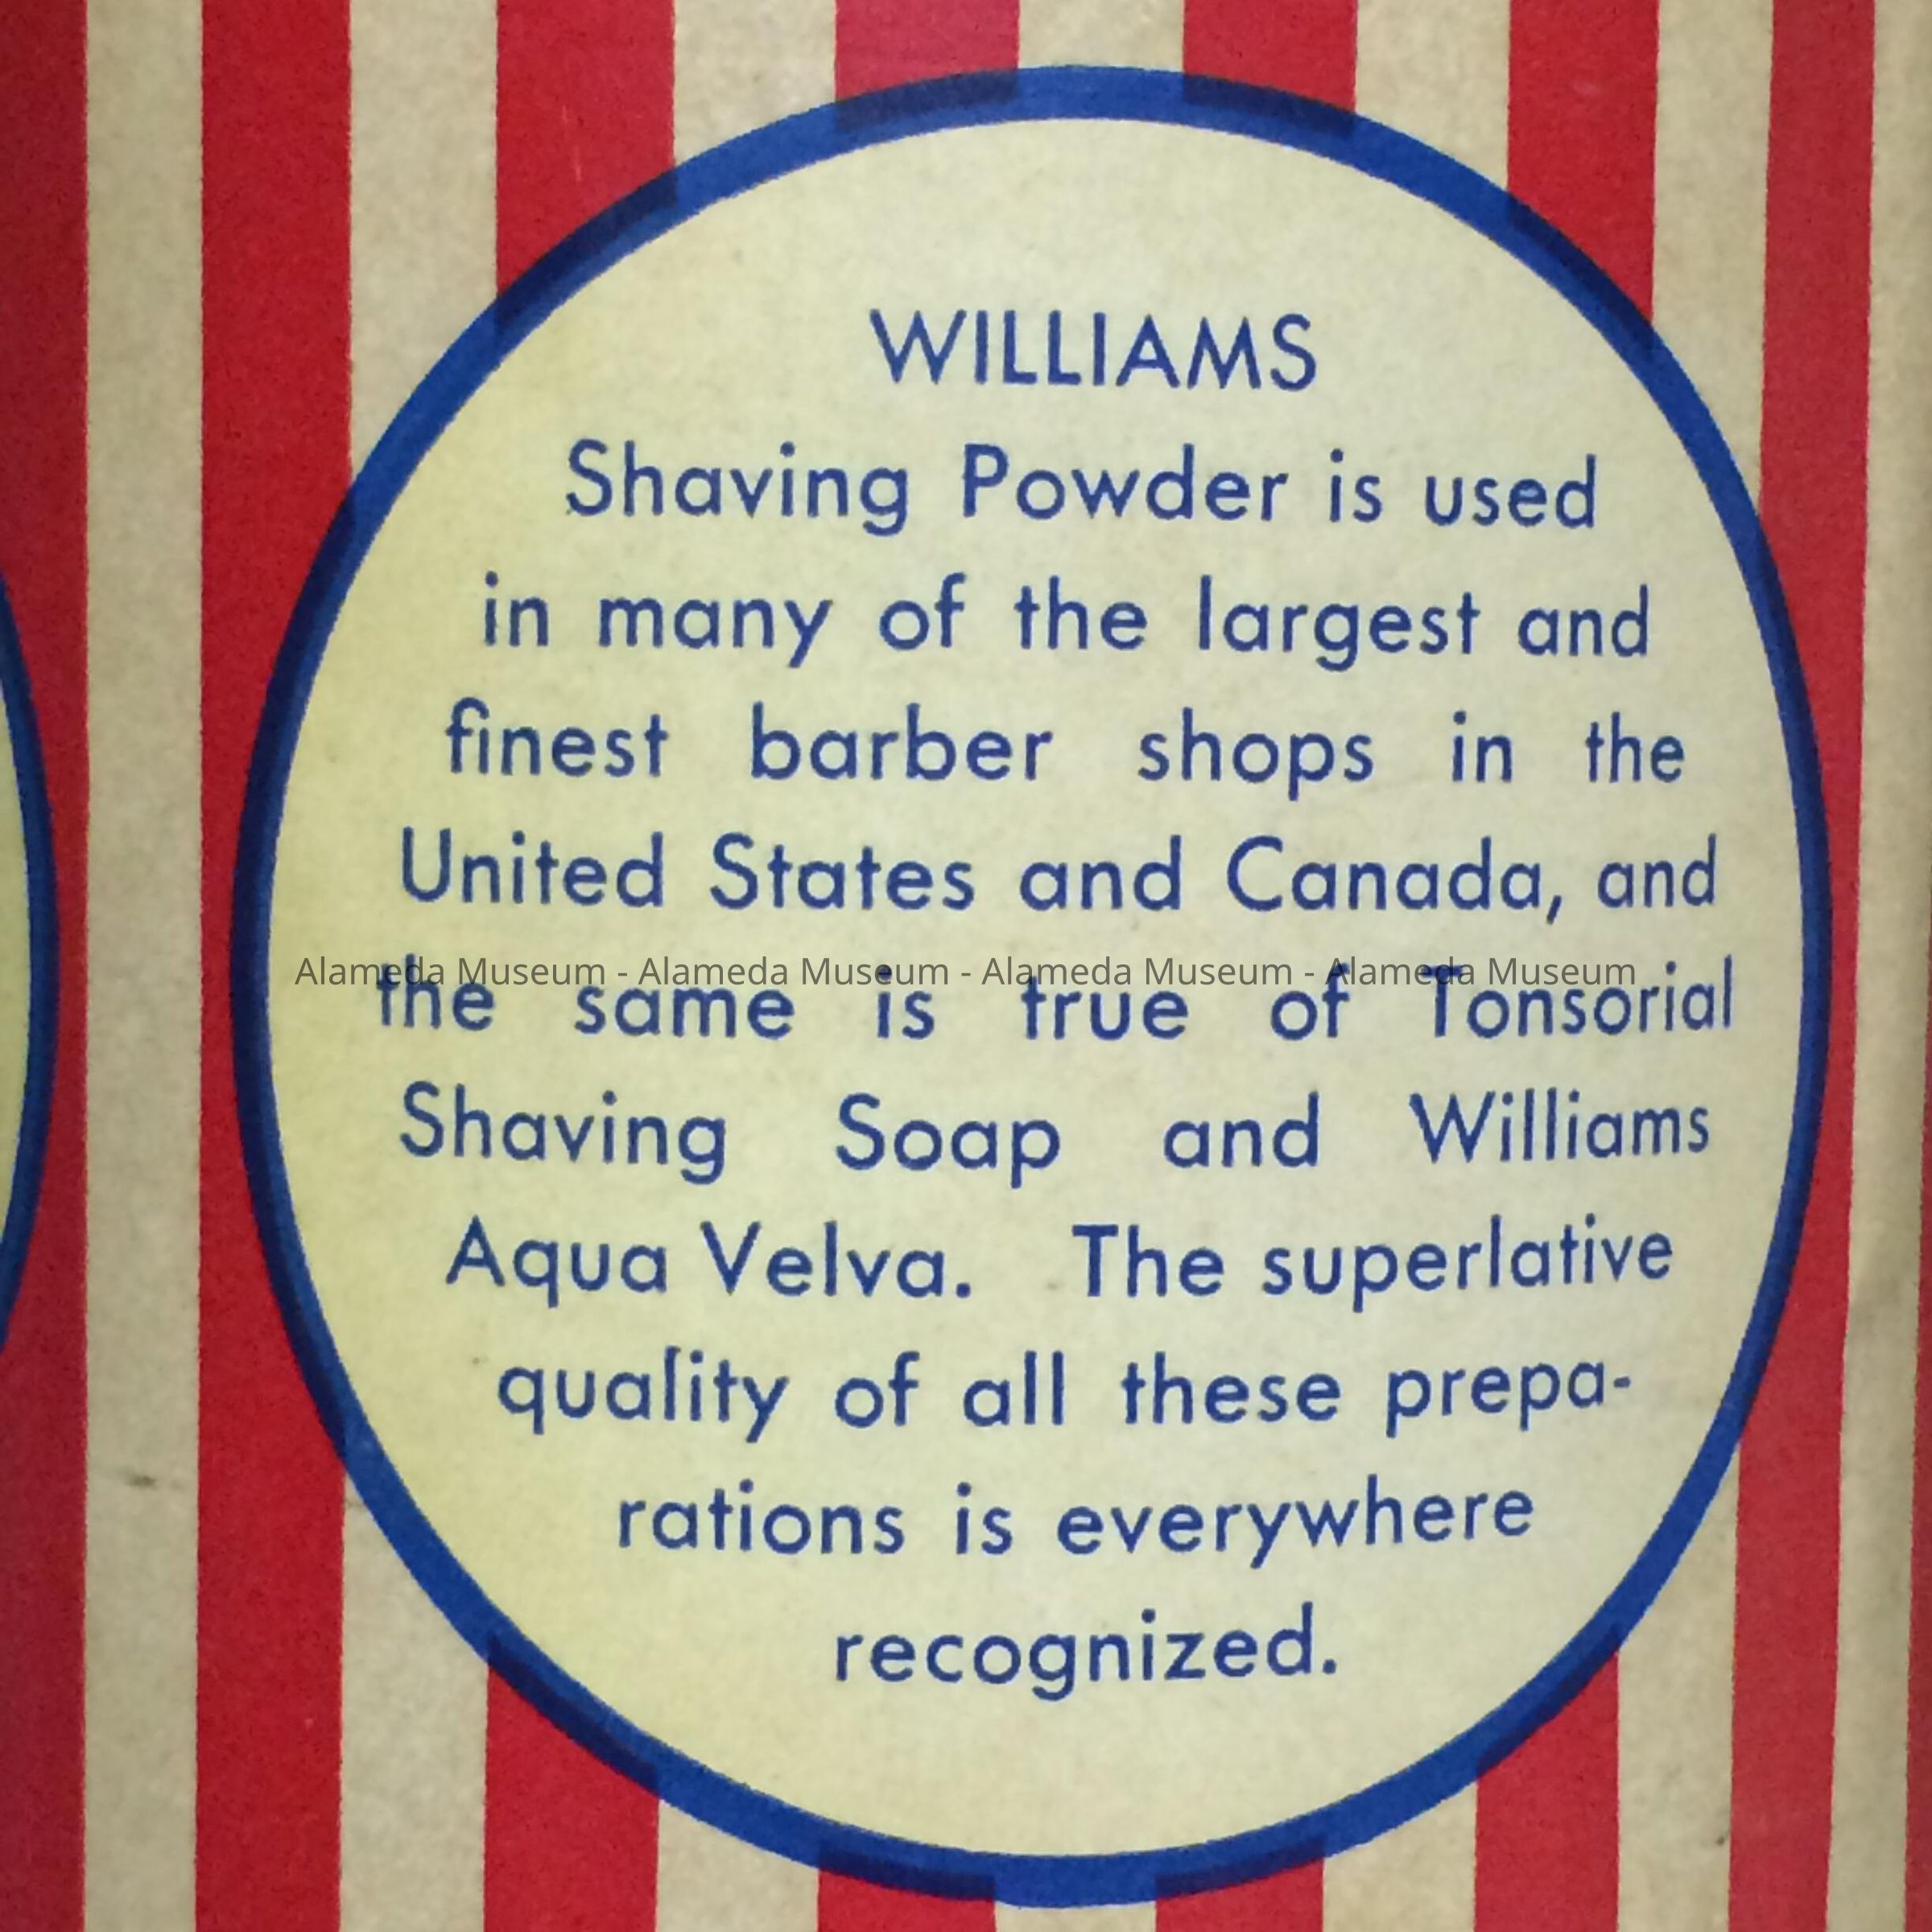 WILLIAMS
Shaving Powder is used
in many of the largest and
finest barber shops in the
United States and Canada, and
Alameda Museum - Alameda Museum - Alameda Museum - Alameda Museum
the same is true of Tonsorial
Shaving Soap and Williams
Aqua Velva. The superlative
quality of all these prepa-
rations is everywhere
recognized.